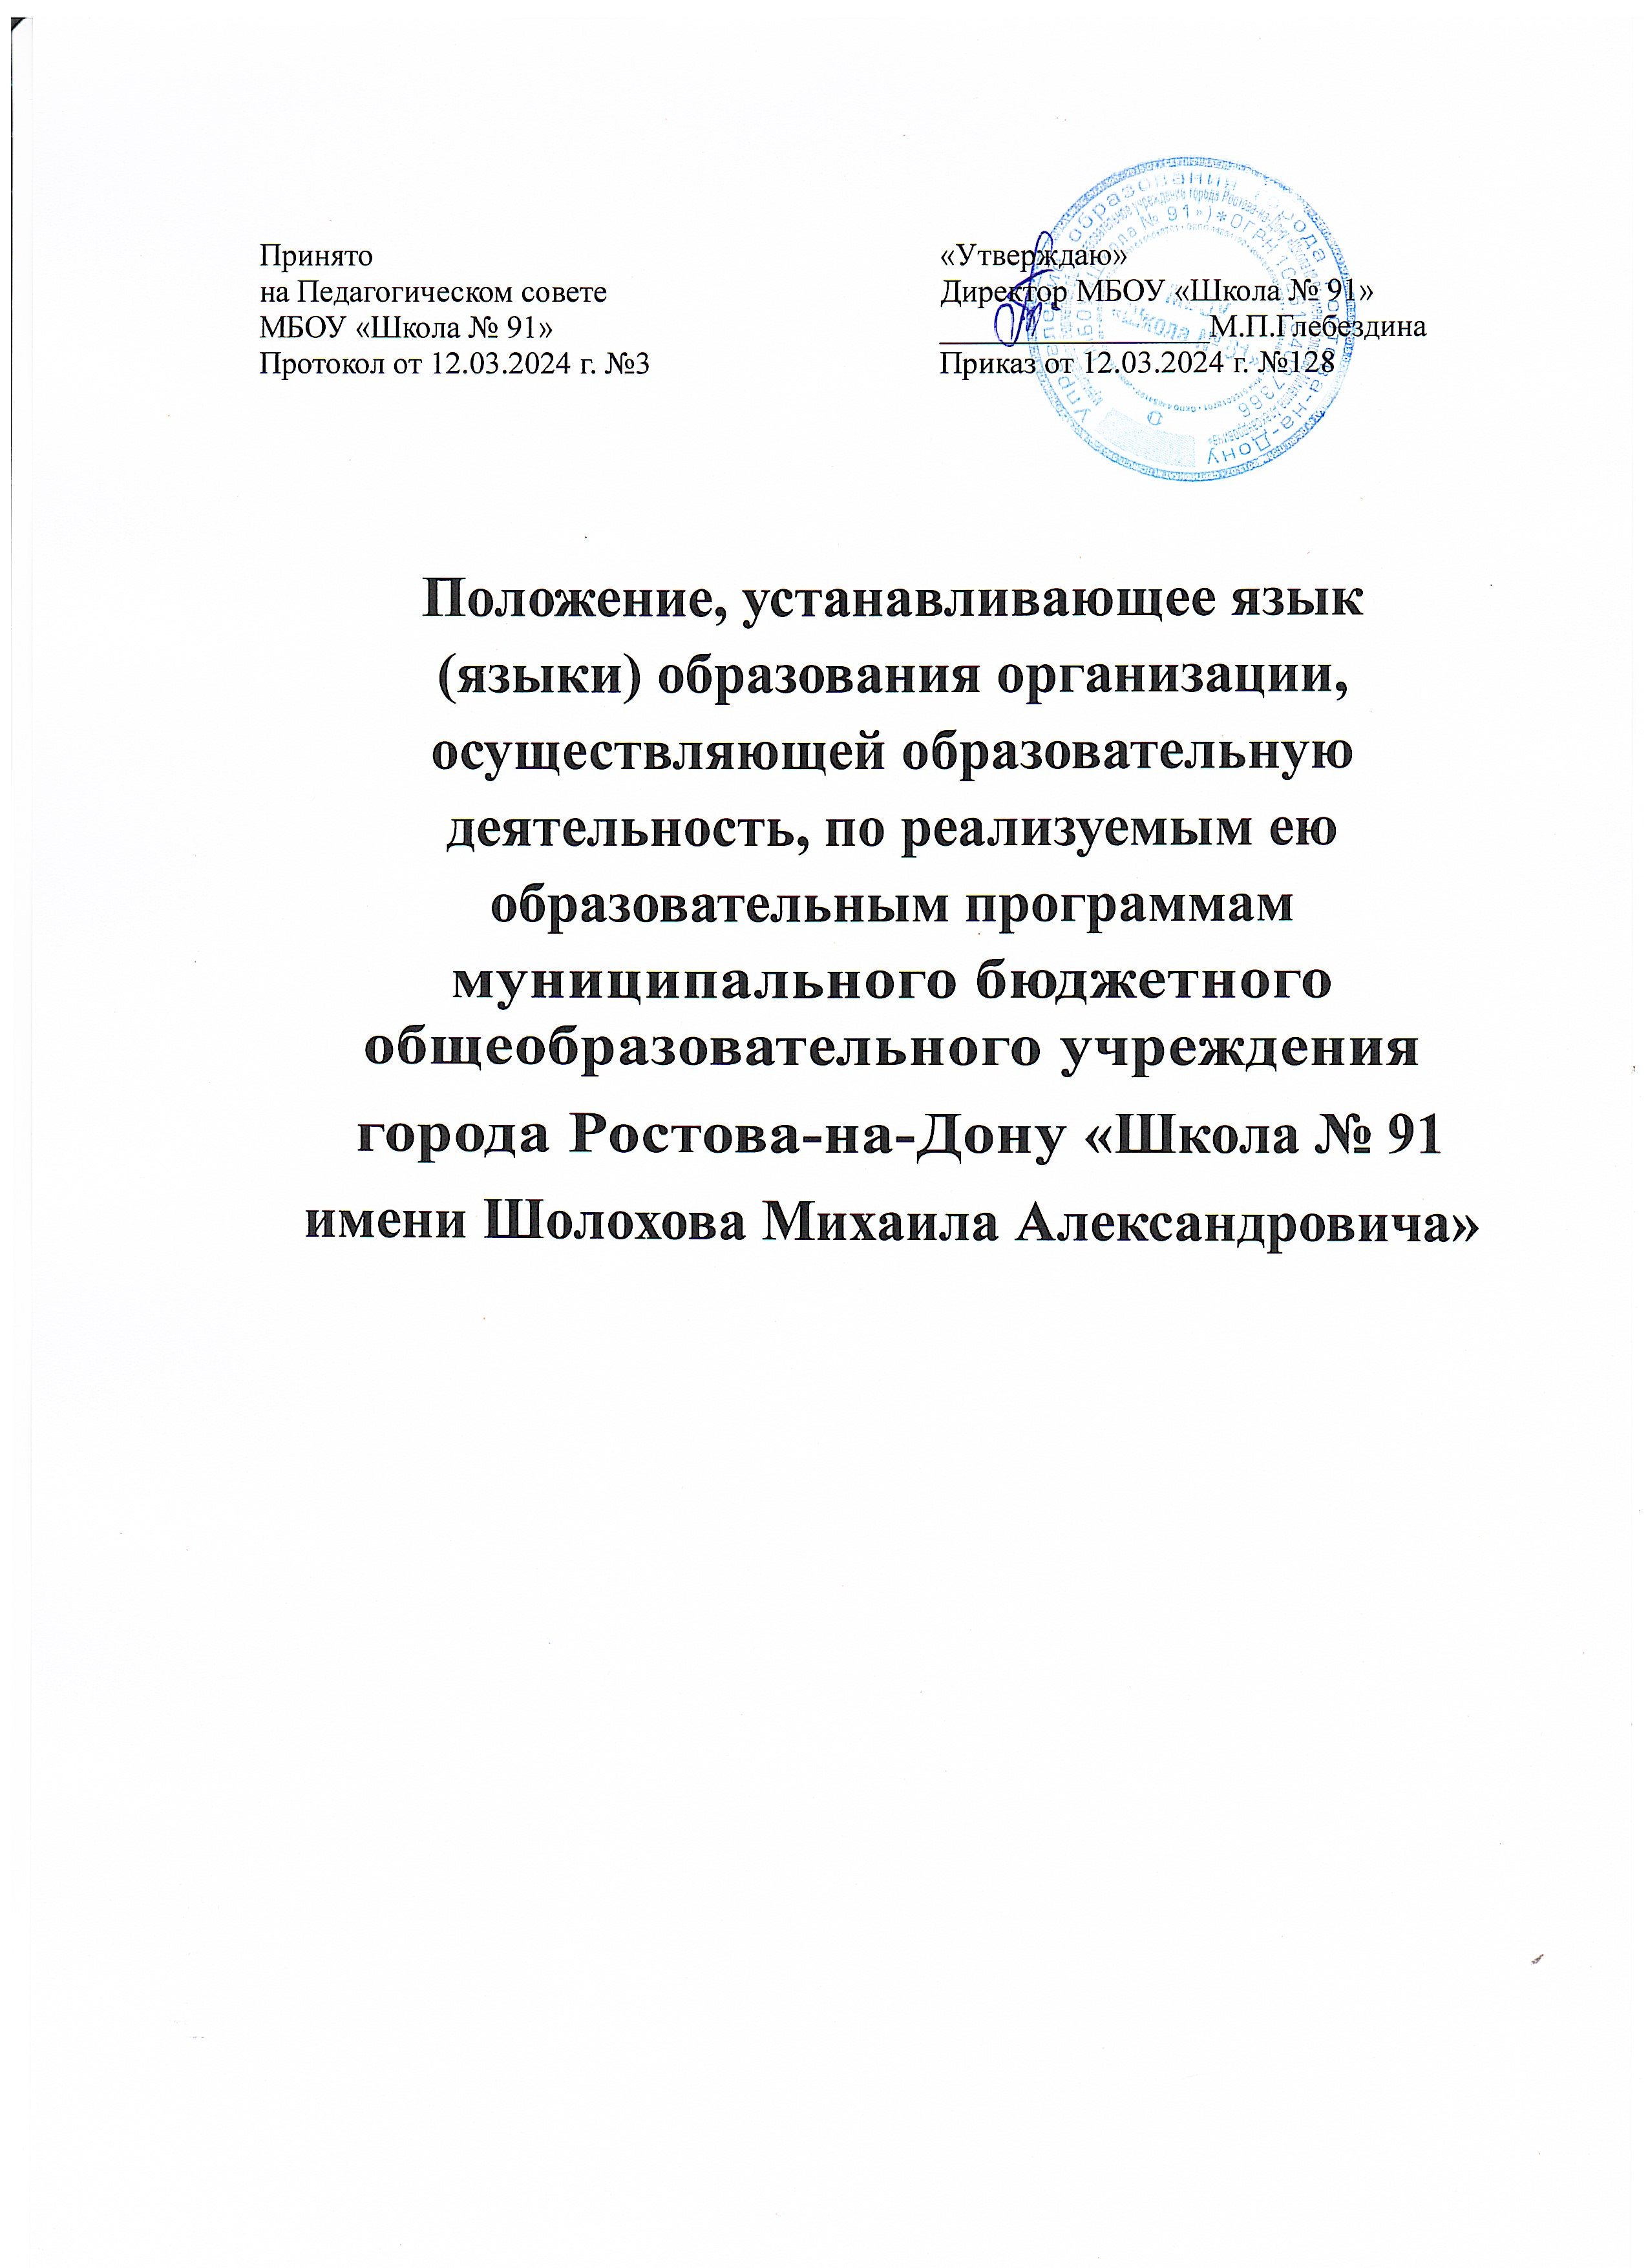 Принято
на Педагогическом совете
МБОУ «Школа № 91»
Протокол от 12.03.2024 г. №3
«Утверждаю»
Директор МБОУ «Школа № 91»
М.П.Глебездина
Приказ от 12.03.2024 г. №128
Положение, устанавливающее язык
(языки) образования организации,
осуществляющей образовательную
деятельность, по реализуемым ею
образовательным программам
муниципального бюджетного
общеобразовательного учреждения
города Ростова-на-Дону «Школа № 91
имени Шолохова Михаила Александровича»